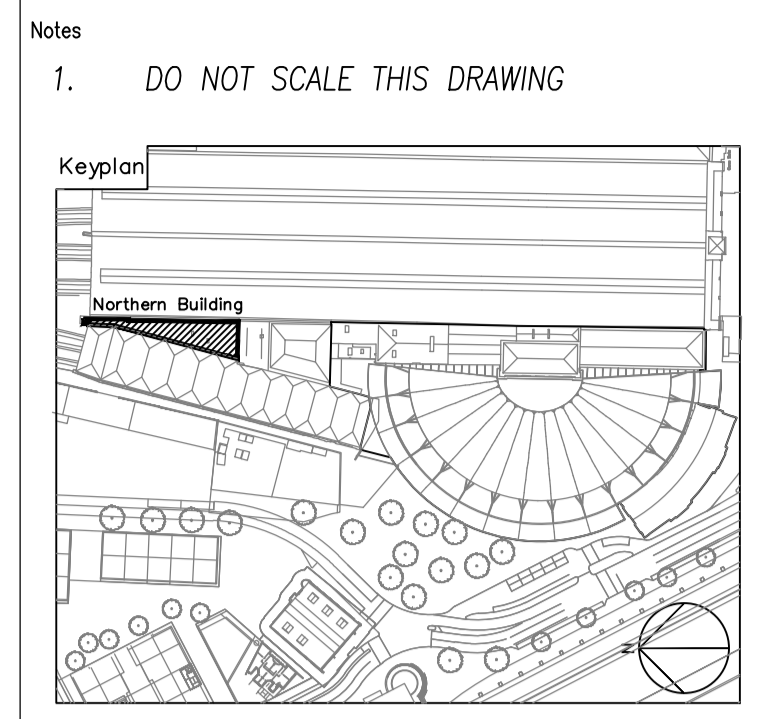 Notes
1. DO NOT SCALE THIS DRAWING
Keyplan
Northern Building
N